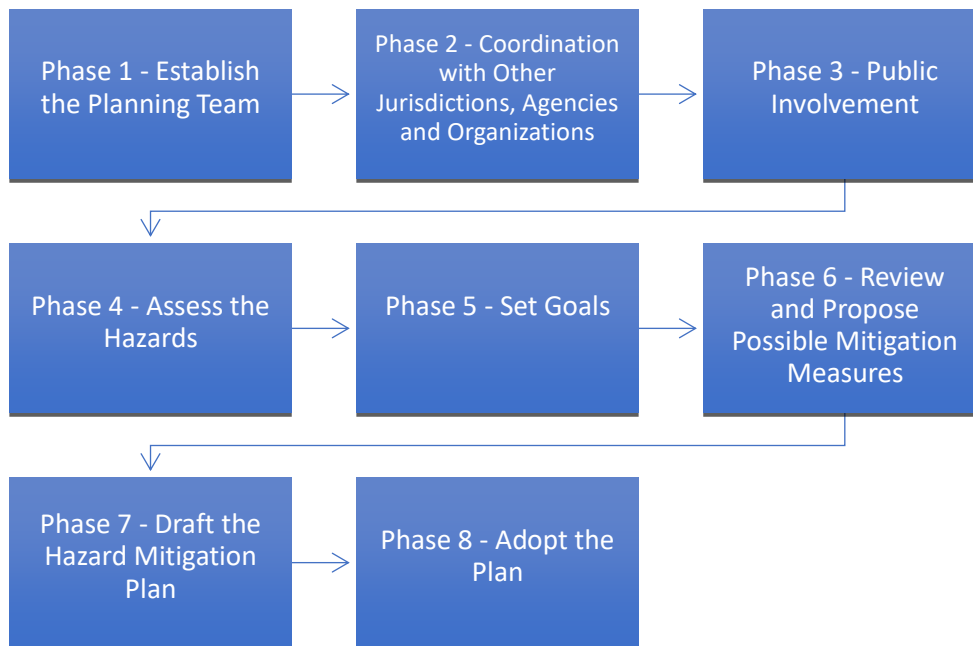 Phase 1 - Establish
the Planning Team
Phase 2 - Coordination
with Other
Jurisdictions, Agencies
and Organizations
Phase 3 - Public
Involvement
Phase 4 - Assess the
Hazards
Phase 5 - Set Goals
Phase 6 - Review
and Propose
Possible Mitigation
Measures
Phase 7 - Draft the
Hazard Mitigation
Plan
Phase 8 - Adopt the
Plan